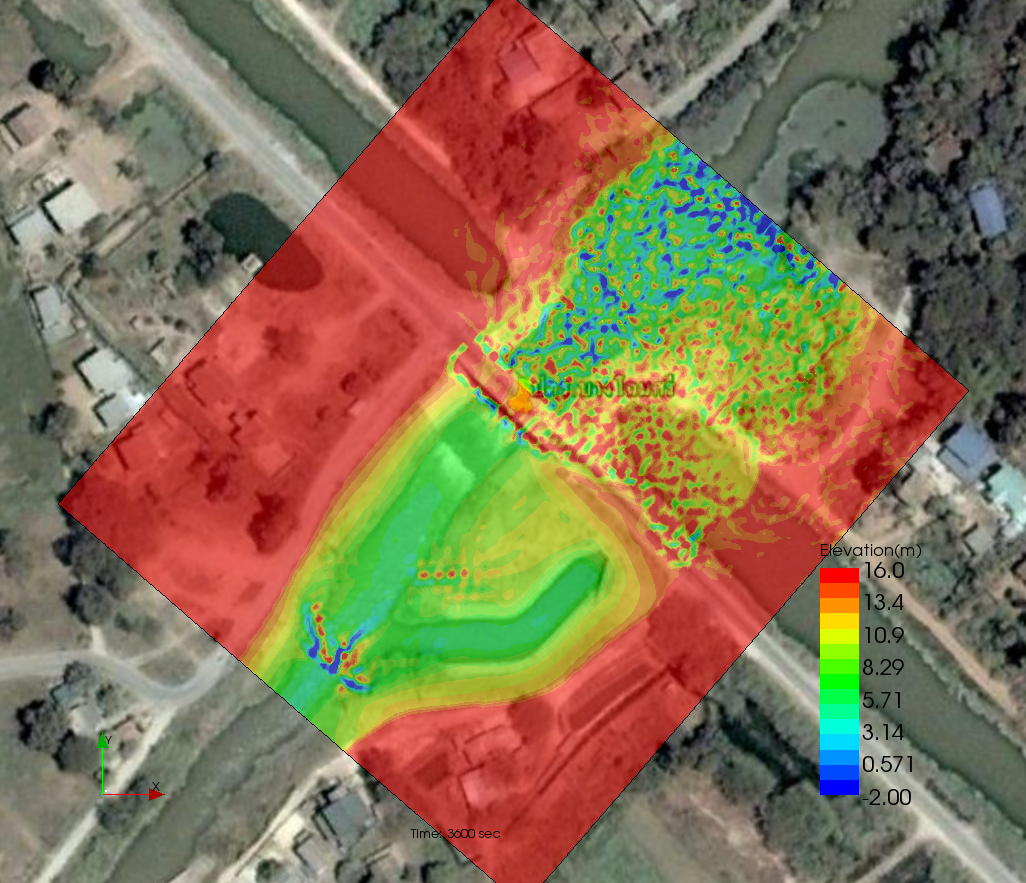 Elevation(m)
16.0
13.4
10.9
8.29
5.71
3.14
0.571
-2.00
Y
X
Time: 3600 sec